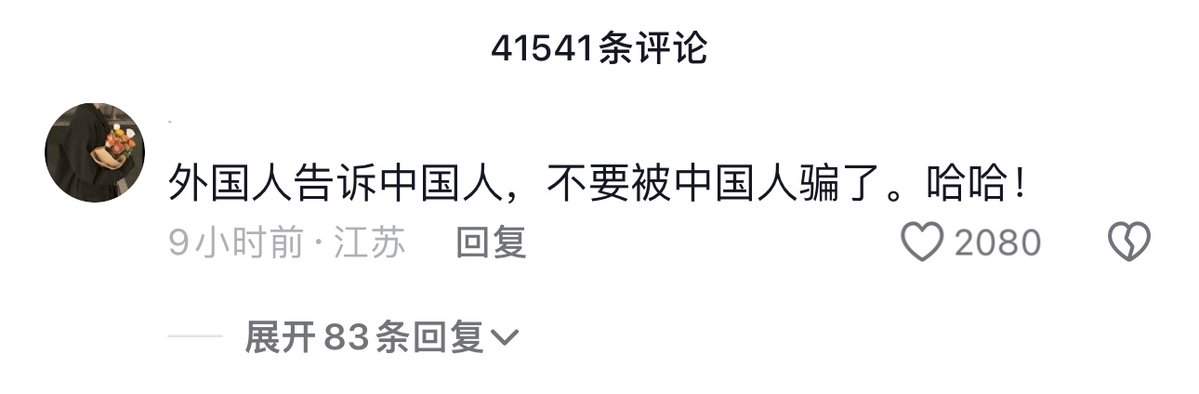 41541条评论
.
外国人告诉中国人，不要被中国人骗了。哈哈！
9小时前·江苏 回复 2080
展开83条回复